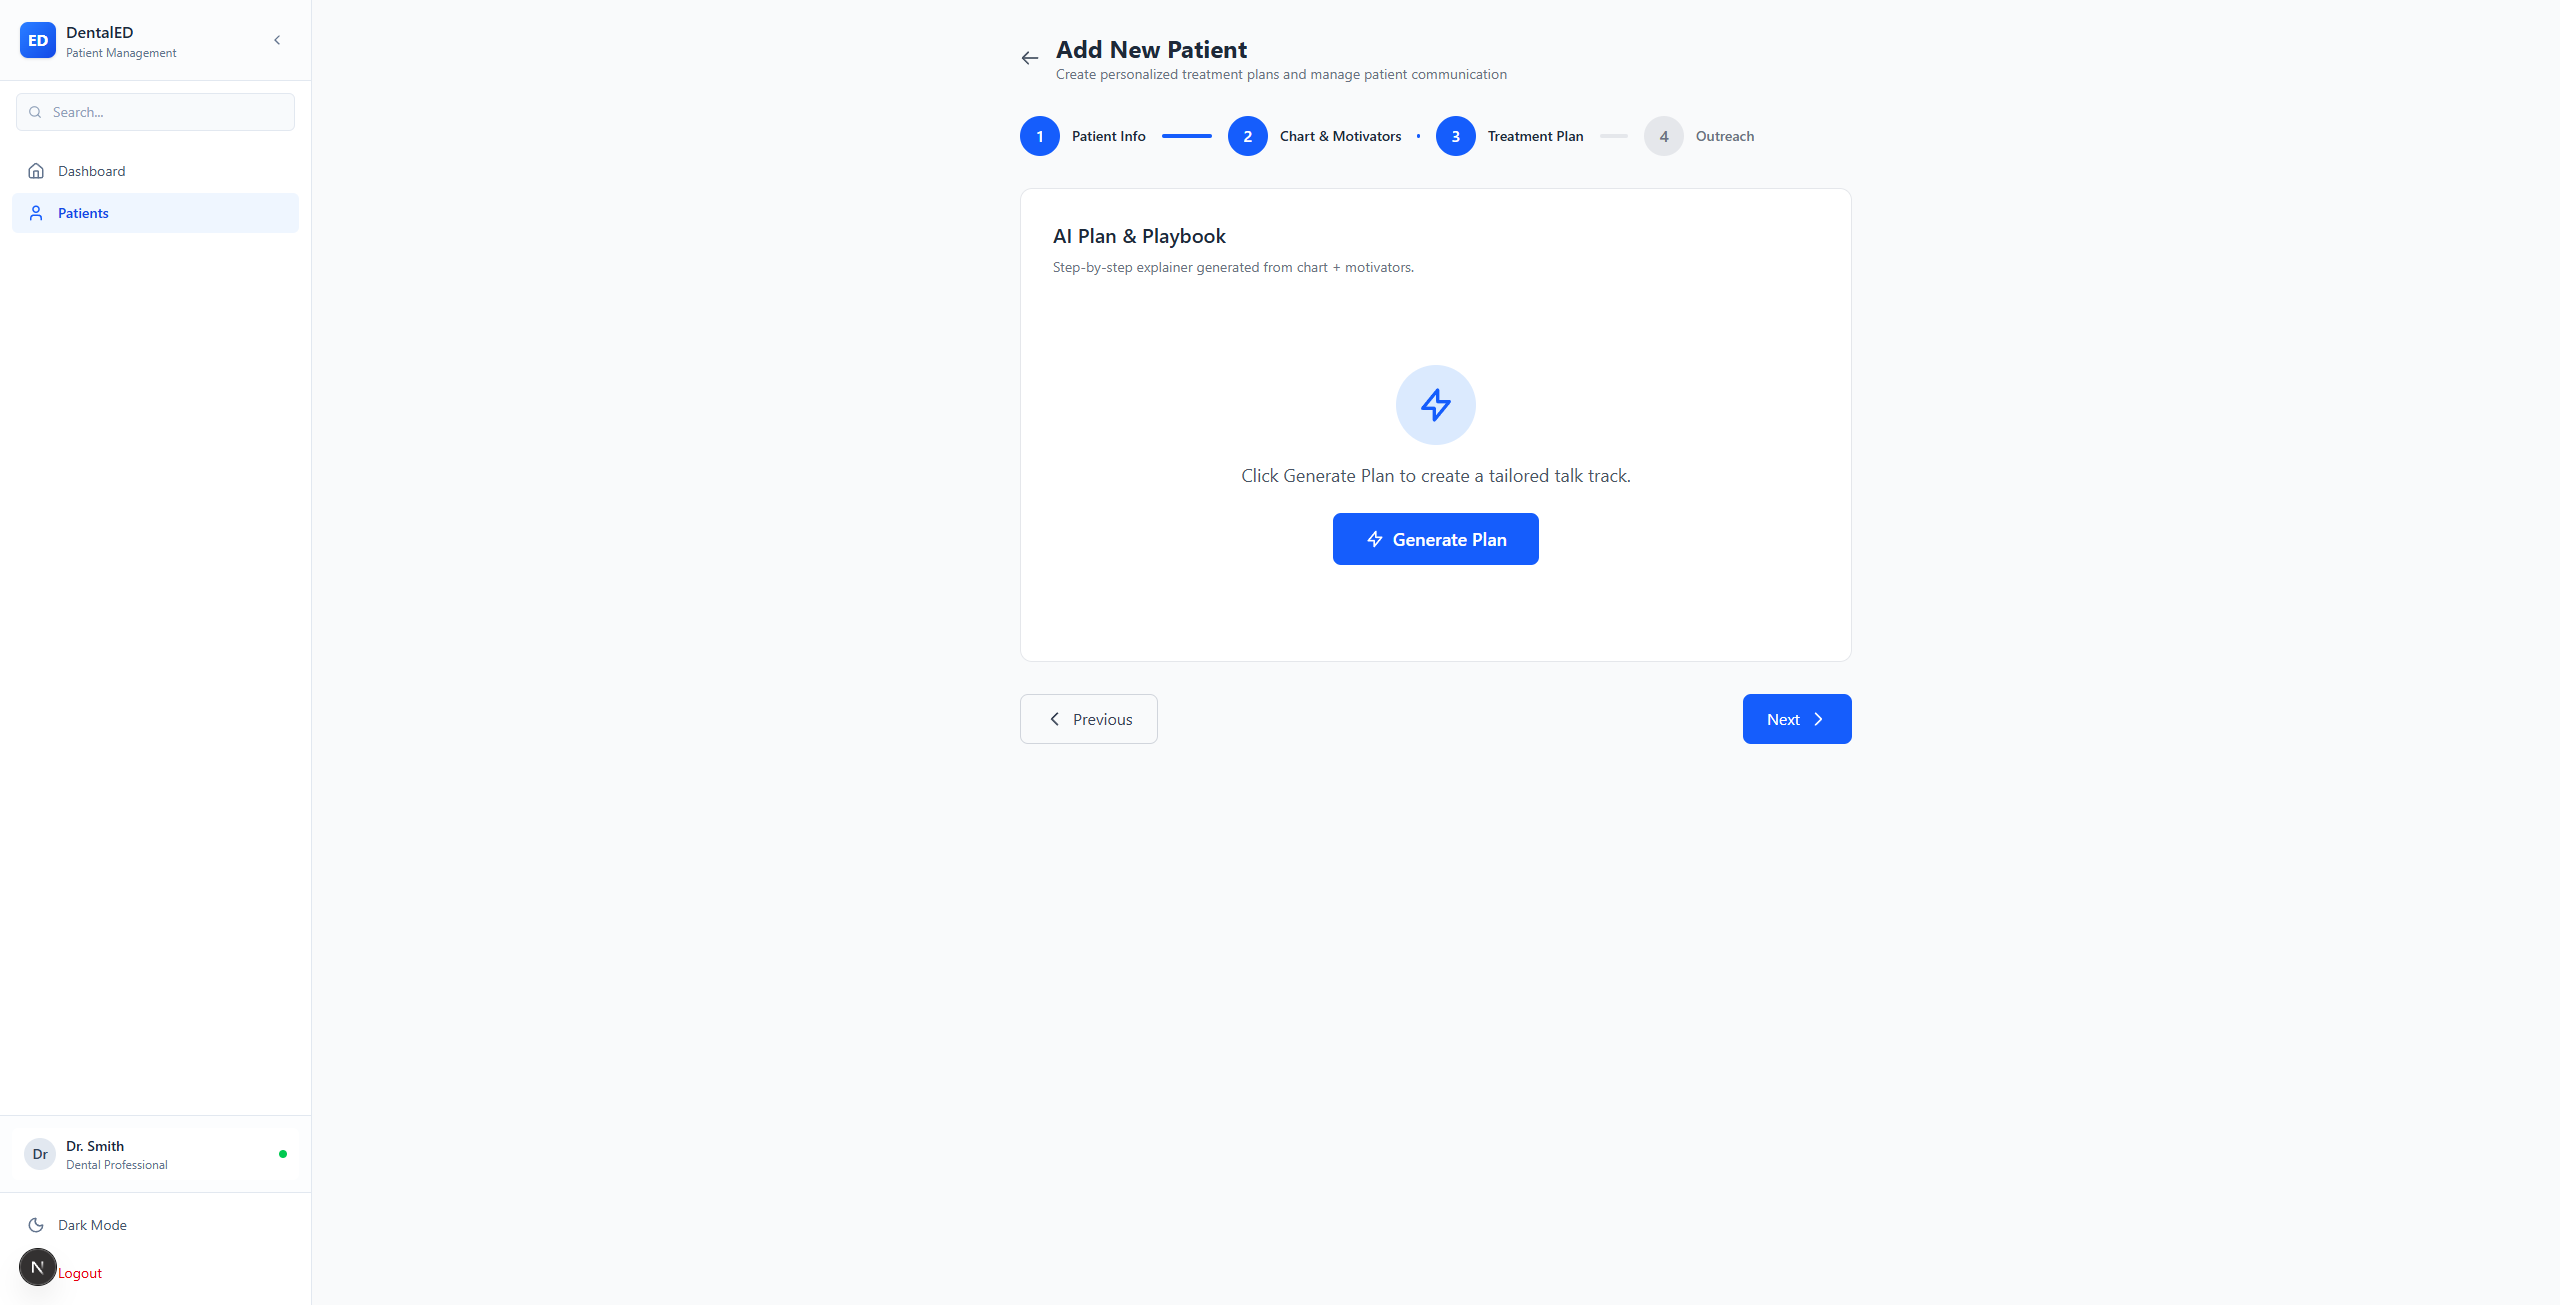 ED
DentalED
Patient Management
Search...
Dashboard
Patients
Dr
Dr. Smith
Dental Professional
Dark Mode
N
Logout
Add New Patient
Create personalized treatment plans and manage patient communication
1 Patient Info 2 Chart & Motivators 3 Treatment Plan 4 Outreach
AI Plan & Playbook
Step-by-step explainer generated from chart + motivators.
Click Generate Plan to create a tailored talk track.
Generate Plan
Previous
Next